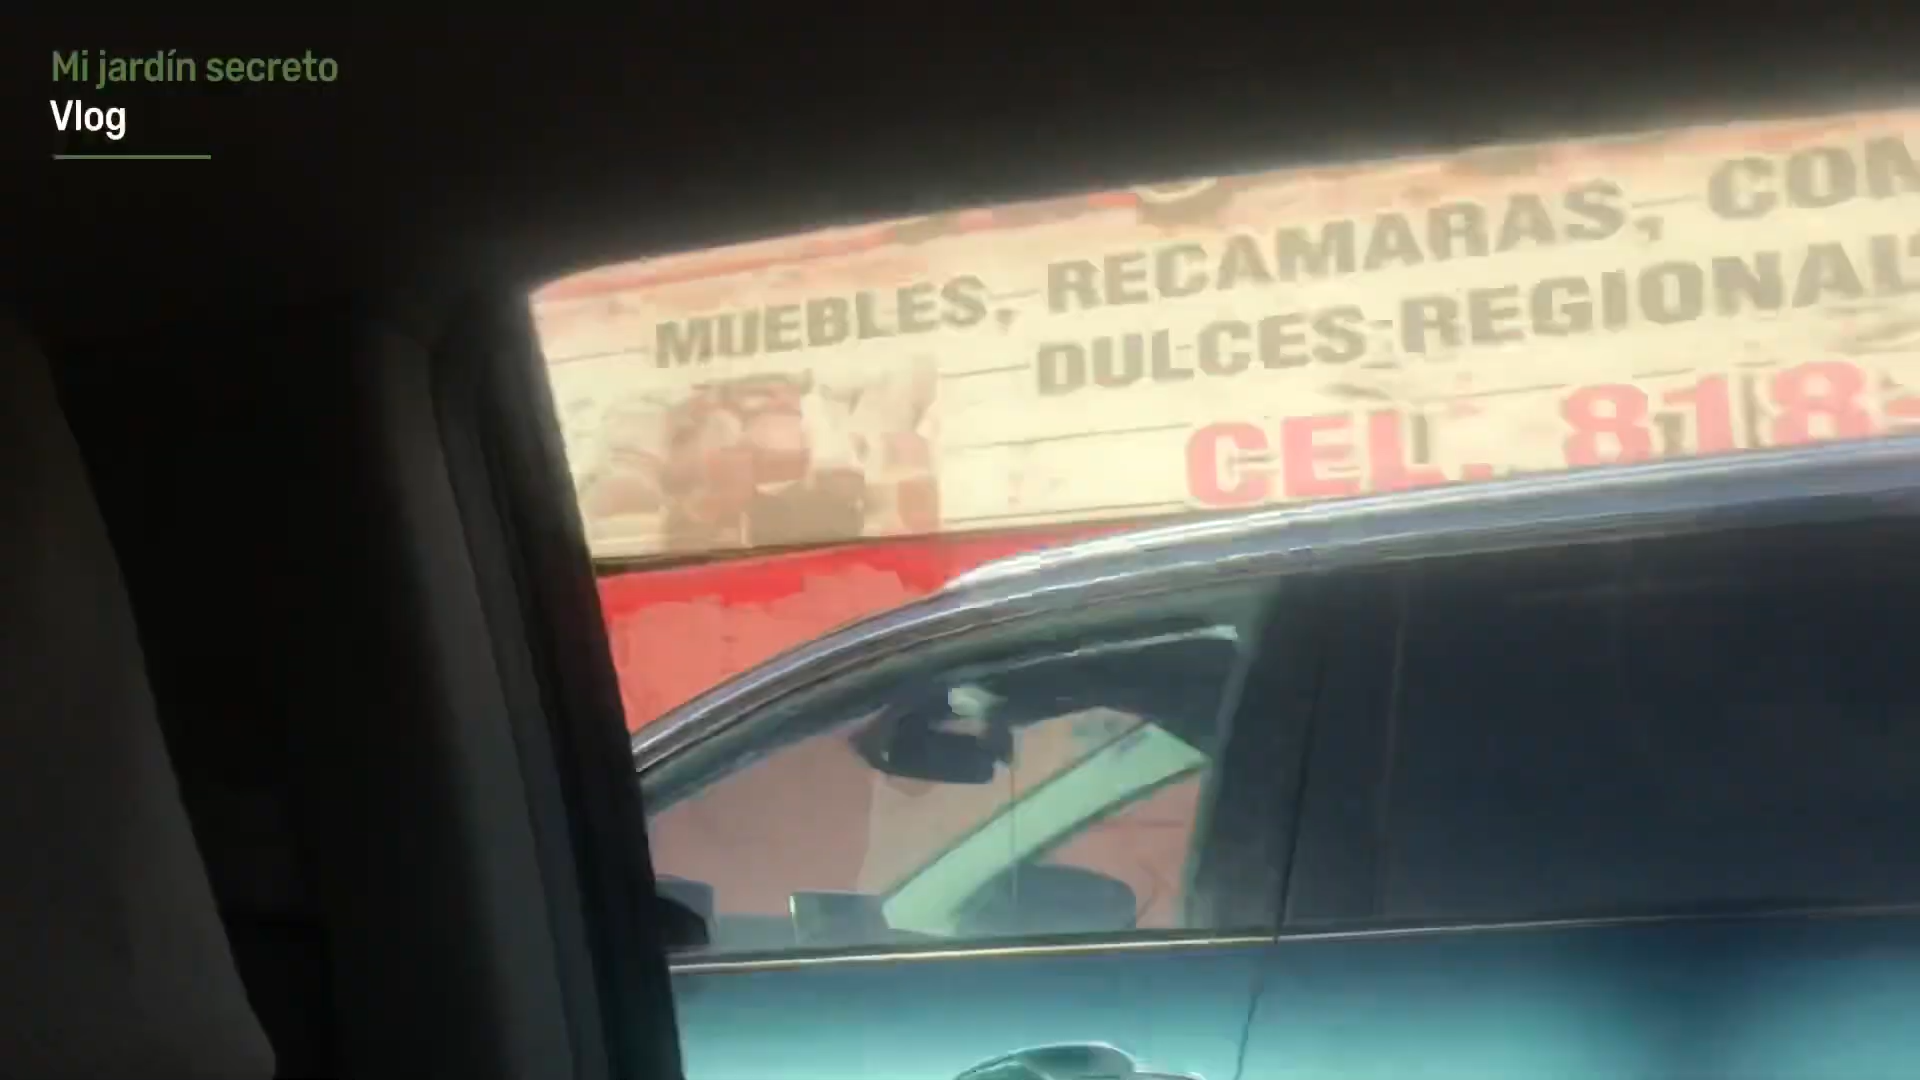 Mi jardín secreto
Vlog
MUEBLES, RECAMARAS,
DULCES REGIONAL
CEL. 818-